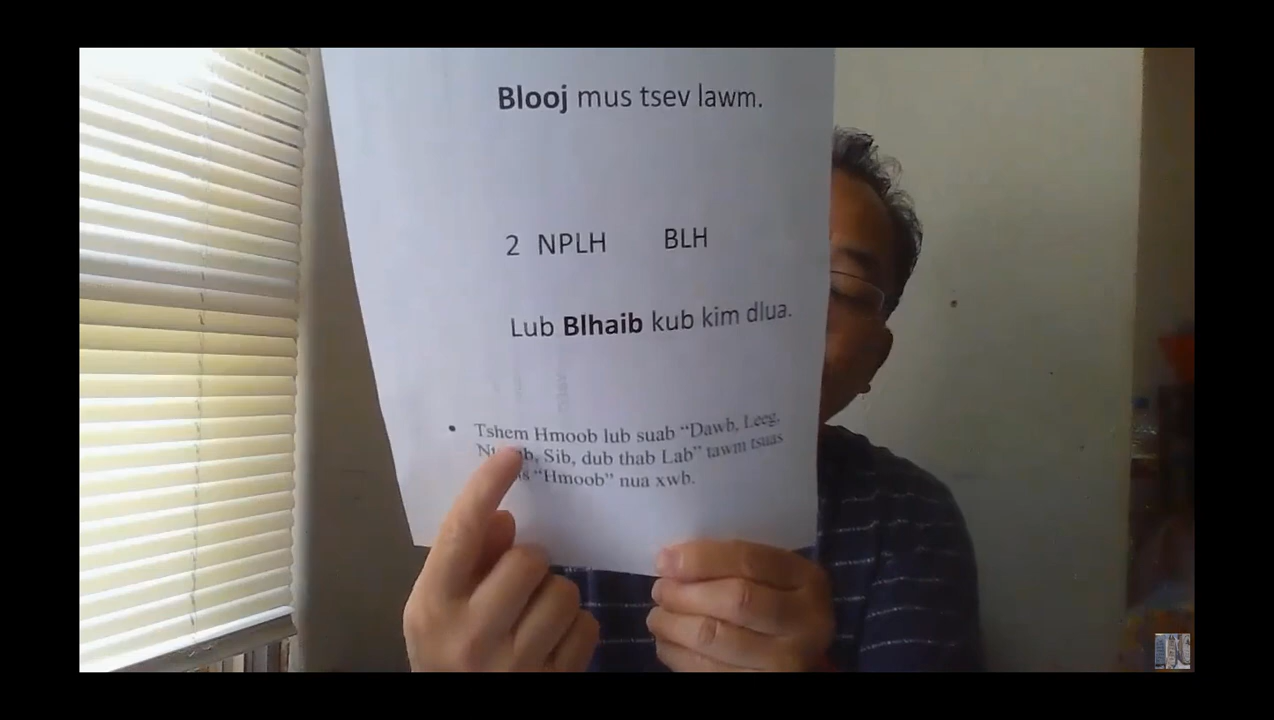 Blooj mus tsev lawm.
2 NPLH BLH
Lub Blhaib kub kim dlua.
• Tshem Hmoob lub suab “Dawb, Leeg,
Sib, dub thab Lab” tawm tsuas
“Hmoob” nua xwb.